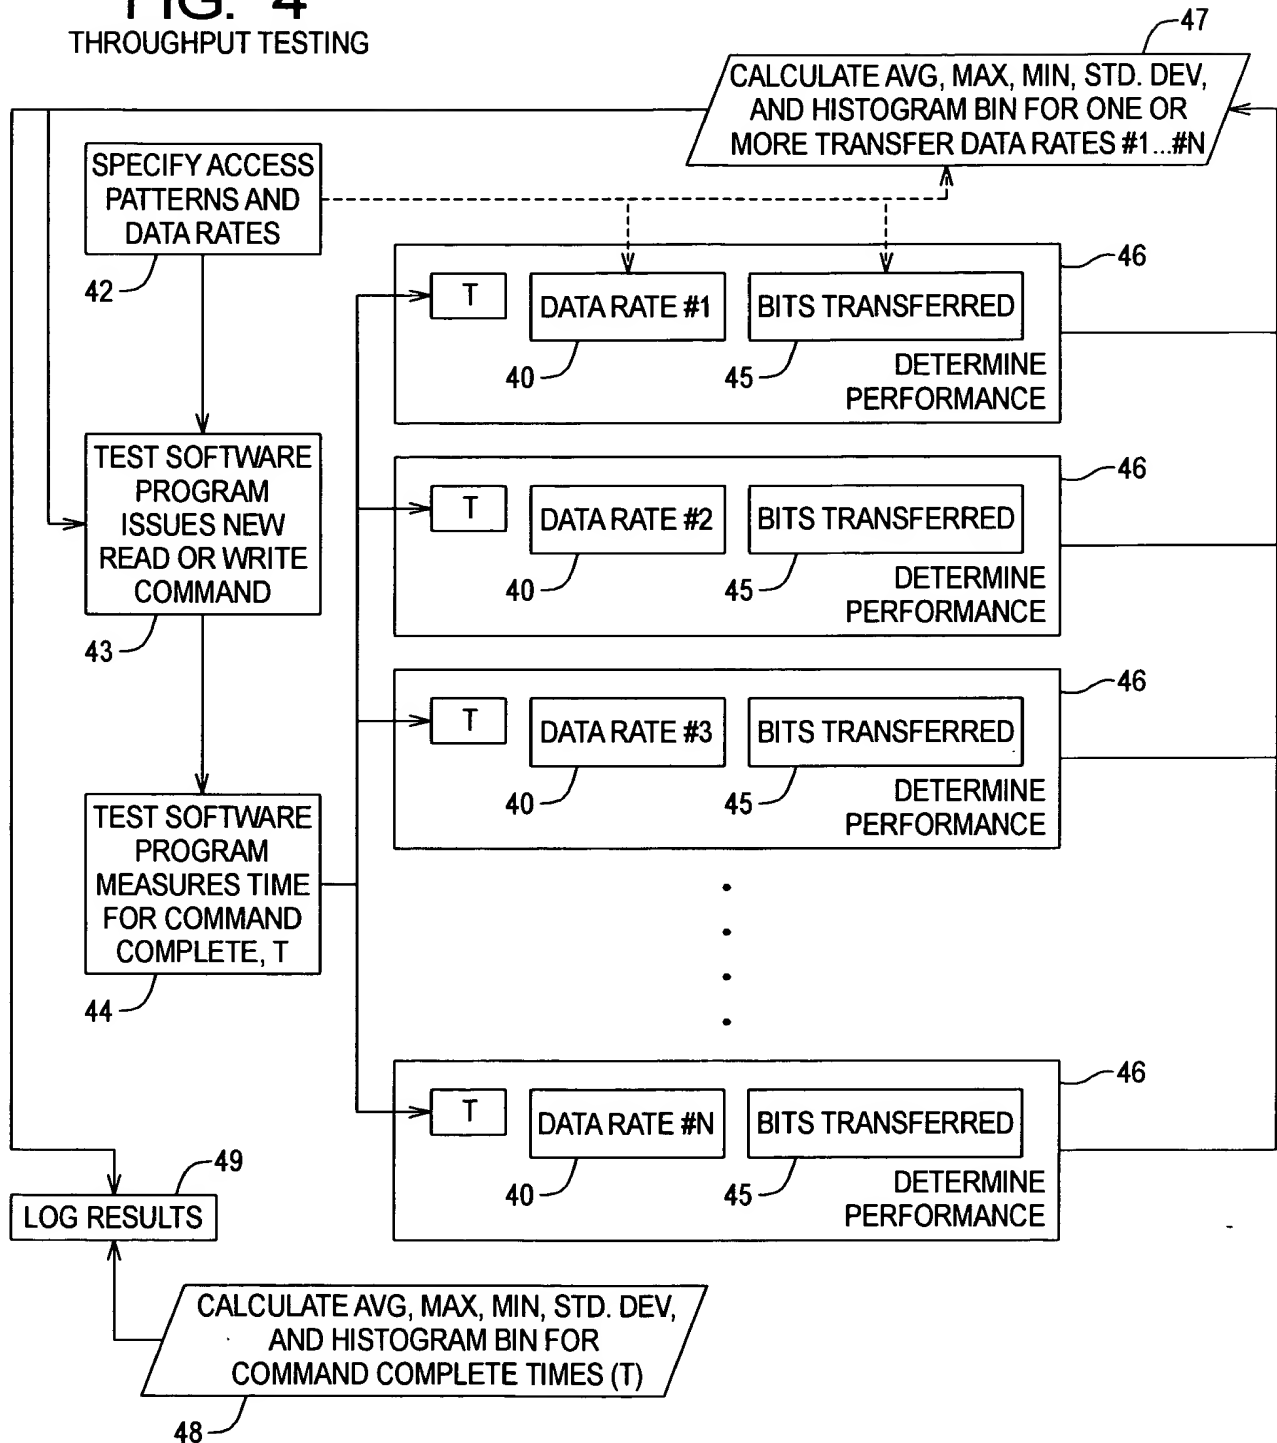 FIG. 4
THROUGHPUT TESTING
47
CALCULATE AVG, MAX, MIN, STD. DEV,
AND HISTOGRAM BIN FOR ONE OR
MORE TRANSFER DATA RATES #1...#N
SPECIFY ACCESS
PATTERNS AND
DATA RATES
42
46
T
DATA RATE #1
BITS TRANSFERRED
40
45
DETERMINE
PERFORMANCE
TEST SOFTWARE
PROGRAM
ISSUES NEW
READ OR WRITE
COMMAND
43
46
T
DATA RATE #2
BITS TRANSFERRED
40
45
DETERMINE
PERFORMANCE
46
T
DATA RATE #3
BITS TRANSFERRED
40
45
DETERMINE
PERFORMANCE
TEST SOFTWARE
PROGRAM
MEASURES TIME
FOR COMMAND
COMPLETE, T
44
46
T
DATA RATE #N
BITS TRANSFERRED
40
45
DETERMINE
PERFORMANCE
49
LOG RESULTS
CALCULATE AVG, MAX, MIN, STD. DEV,
AND HISTOGRAM BIN FOR
COMMAND COMPLETE TIMES (T)
48